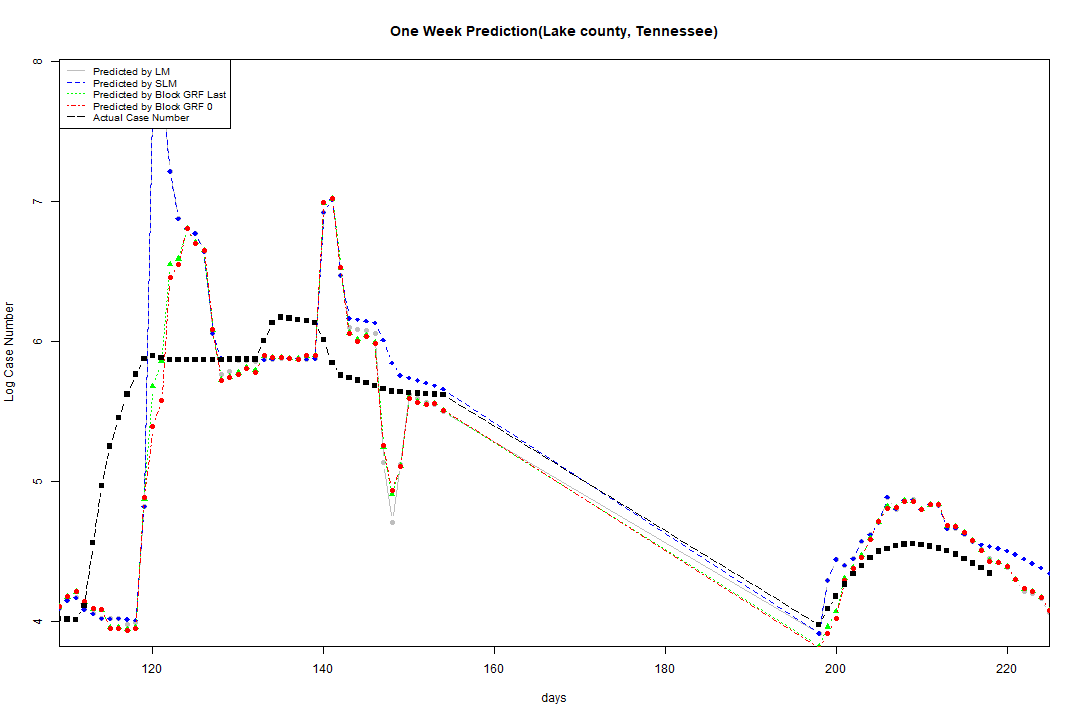 One Week Prediction(Lake county, Tennessee)
Predicted by LM
Predicted by SLM
Predicted by Block GRF Last
Predicted by Block GRF 0
Actual Case Number
Log Case Number
8
7
6
5
4
120 140 160 180 200 220
days